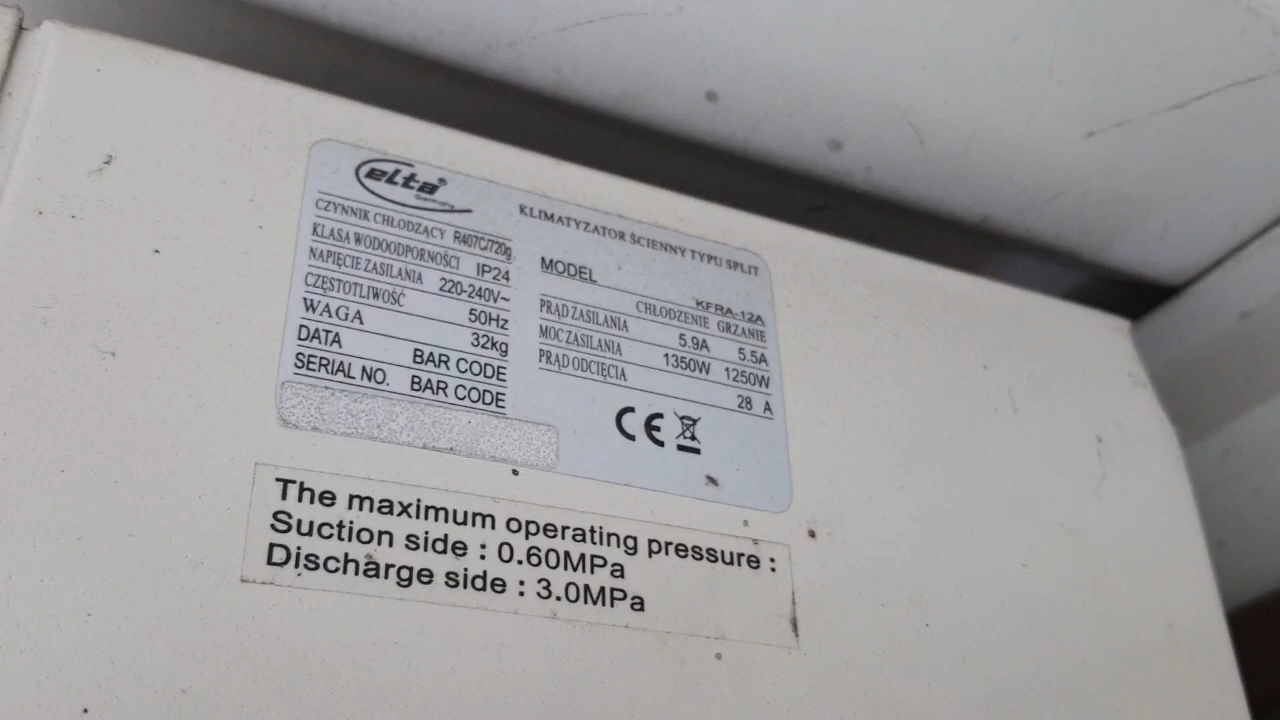 elta®
Germany
CZYNNIK CHŁODZĄCY R407C/720g
KLASA WODOODPORNOŚCI IP24
NAPIĘCIE ZASILANIA 220-240V~
CZĘSTOTLIWOŚĆ 50Hz
WAGA 32kg
DATA BAR CODE
SERIAL NO. BAR CODE
KLIMATYZATOR ŚCIENNY TYPU SPLIT
MODEL KFRA-12A
CHŁODZENIE GRZANIE
PRĄD ZASILANIA 5.9A 5.5A
MOC ZASILANIA 1350W 1250W
PRĄD ODCIĘCIA 28 A
CE
The maximum operating pressure :
Suction side : 0.60MPa
Discharge side : 3.0MPa